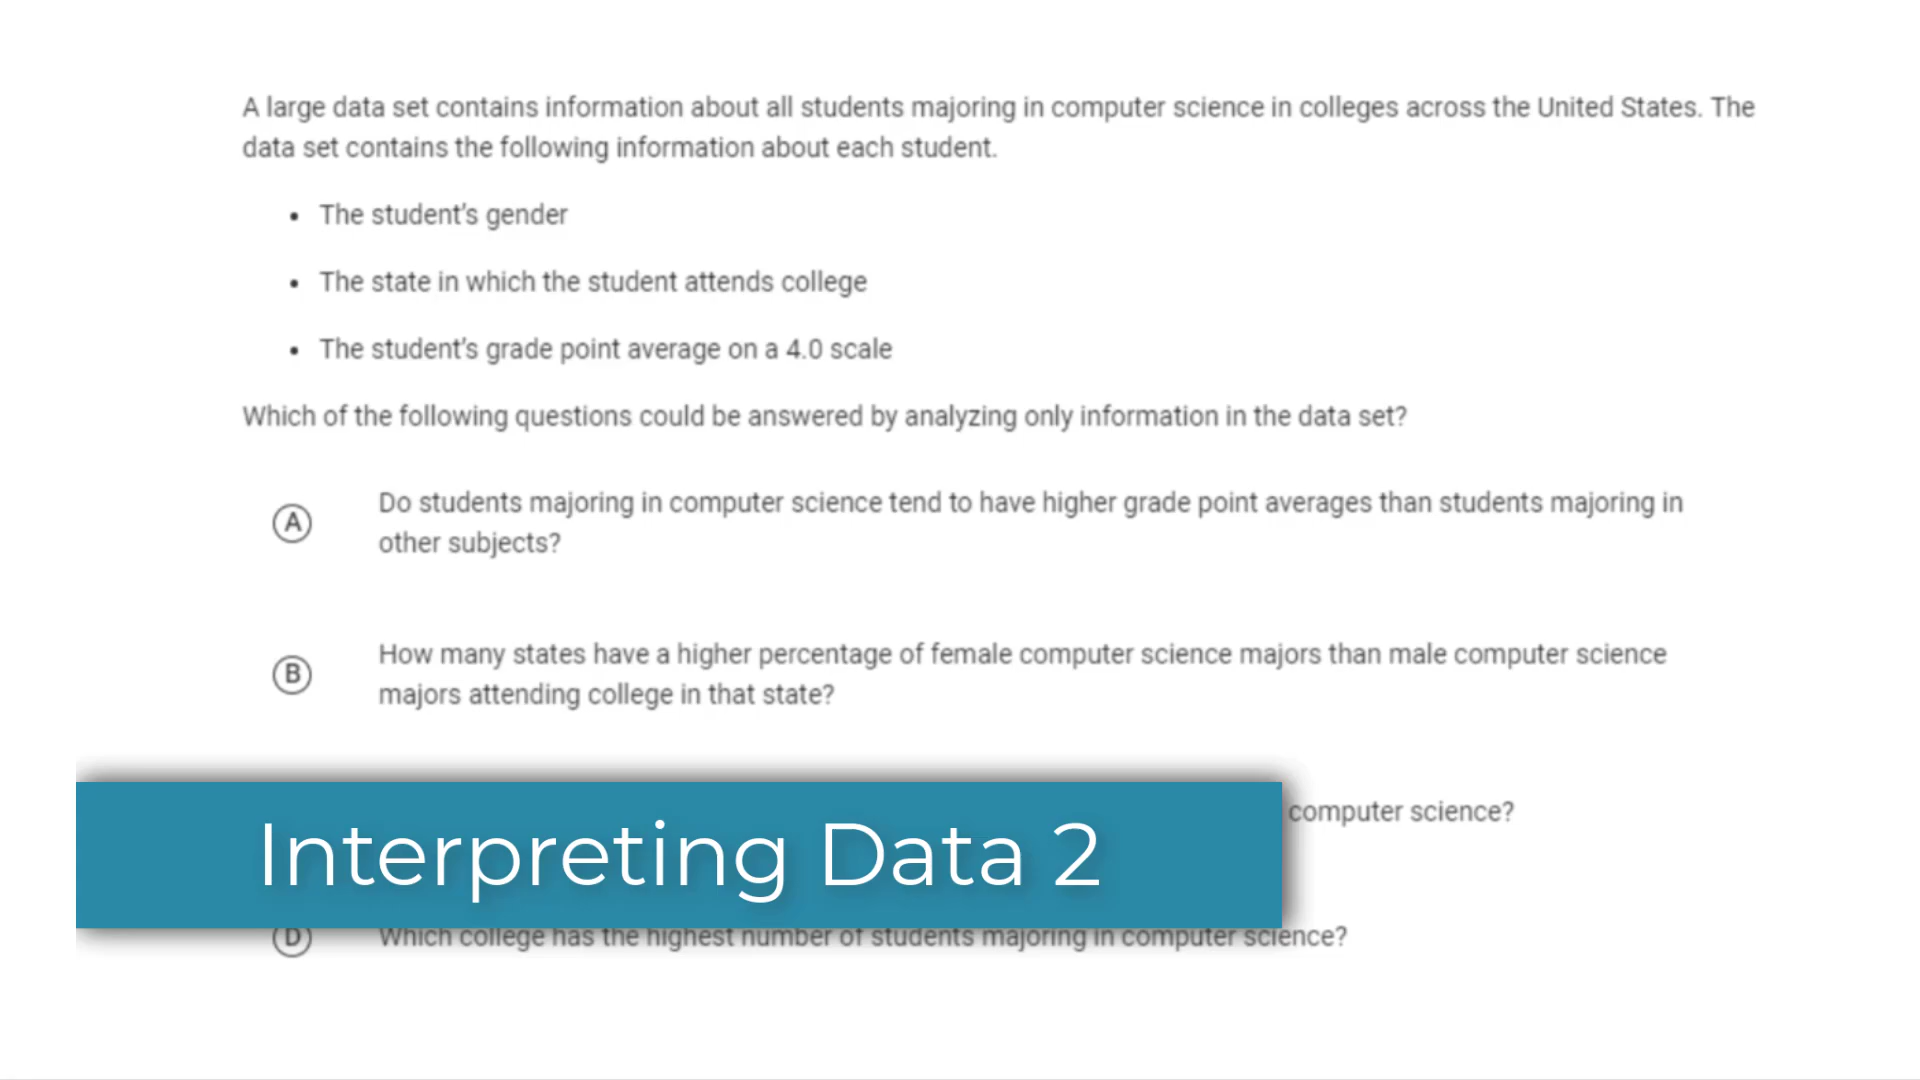 A large data set contains information about all students majoring in computer science in colleges across the United States. The
data set contains the following information about each student.
• The student's gender
• The state in which the student attends college
• The student's grade point average on a 4.0 scale
Which of the following questions could be answered by analyzing only information in the data set?
A Do students majoring in computer science tend to have higher grade point averages than students majoring in
other subjects?
B How many states have a higher percentage of female computer science majors than male computer science
majors attending college in that state?
computer science?
Interpreting Data 2
D Which college has the highest number of students majoring in computer science?